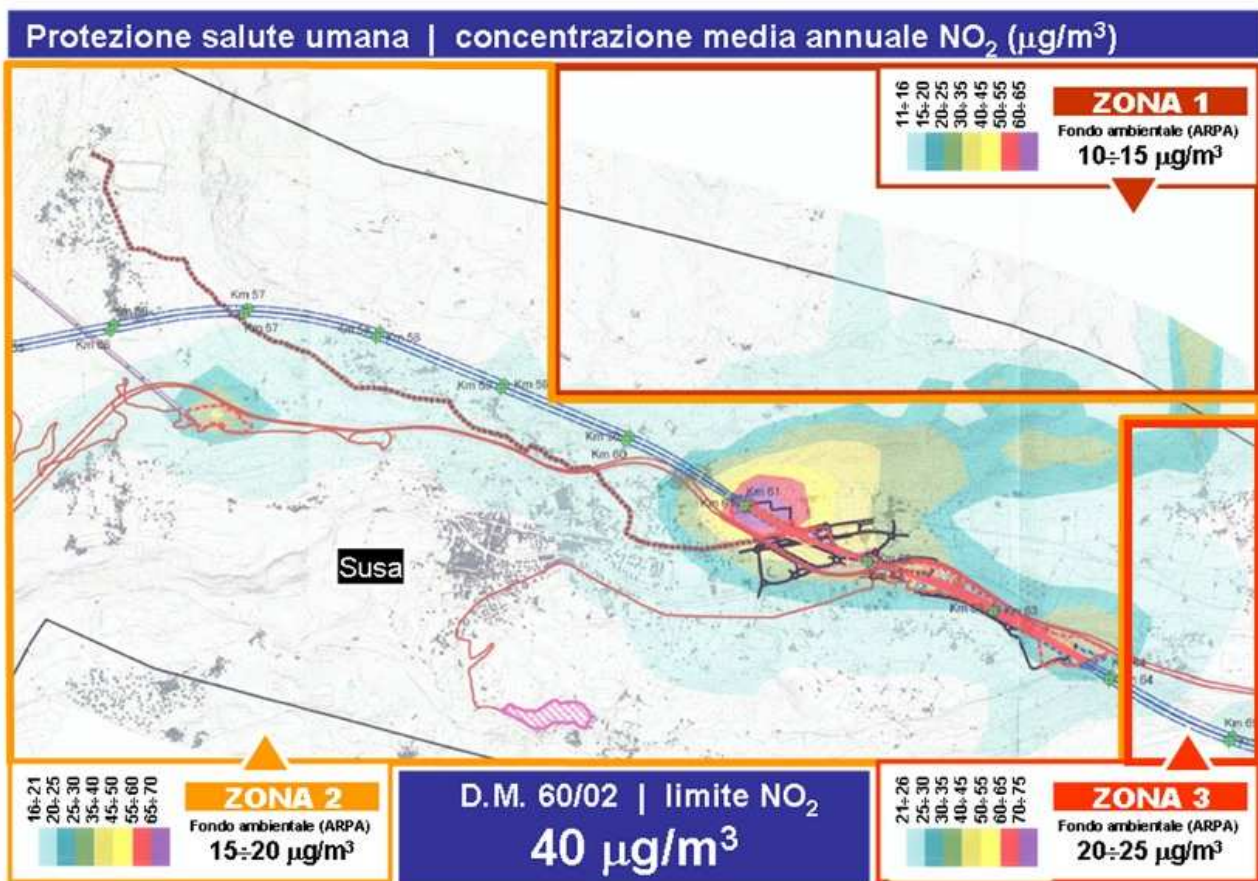 Protezione salute umana | concentrazione media annuale NO₂ (µg/m³)
11÷16
15÷20
20÷25
30÷35
40÷45
50÷55
60÷65
ZONA 1
Fondo ambientale (ARPA)
10÷15 µg/m³
Km 57
Km 57
Km 58
Km 59
Km 60
Km 61
Susa
Km 63
16÷21
20÷25
25÷30
35÷40
45÷50
55÷60
65÷70
ZONA 2
Fondo ambientale (ARPA)
15÷20 µg/m³
D.M. 60/02 | limite NO₂
40 µg/m³
21÷26
25÷30
30÷35
40÷45
50÷55
60÷65
70÷75
ZONA 3
Fondo ambientale (ARPA)
20÷25 µg/m³